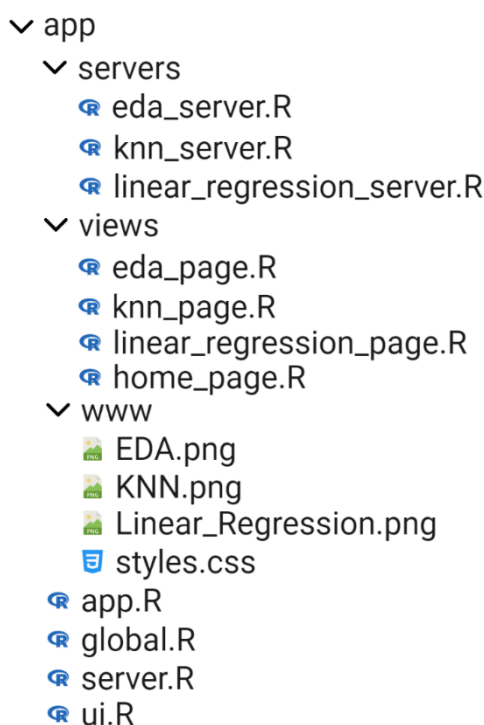 app
servers
eda_server.R
knn_server.R
linear_regression_server.R
views
eda_page.R
knn_page.R
linear_regression_page.R
home_page.R
www
EDA.png
KNN.png
Linear_Regression.png
styles.css
app.R
global.R
server.R
ui.R